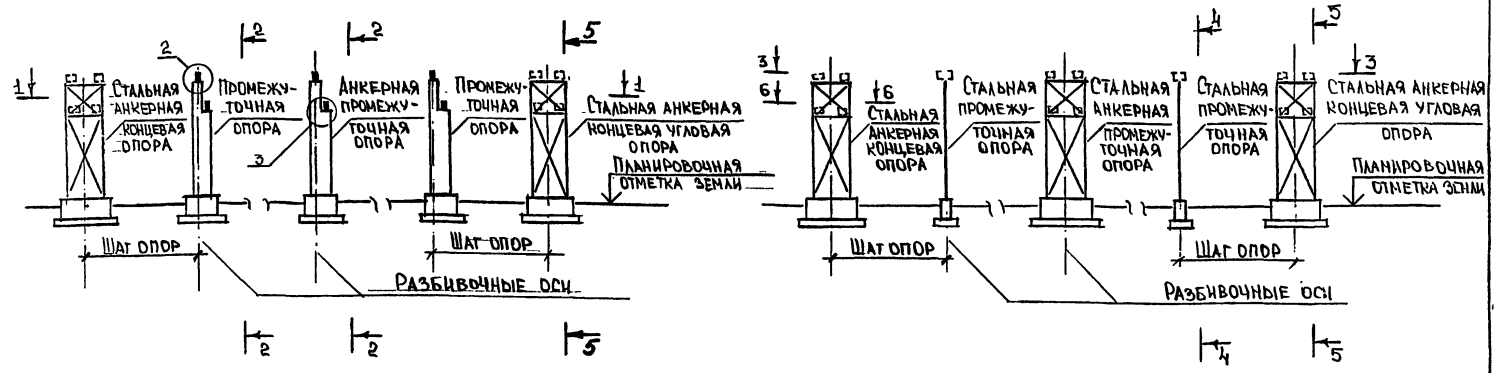 2 2 5
2
1 1
СТАЛЬНАЯ
АНКЕРНАЯ
КОНЦЕВАЯ
ОПОРА
ПРОМЕЖУ-
ТОЧНАЯ
ОПОРА
АНКЕРНАЯ
ПРОМЕЖУ-
ТОЧНАЯ
ОПОРА
3
ПРОМЕЖУ-
ТОЧНАЯ
ОПОРА
СТАЛЬНАЯ АНКЕРНАЯ
КОНЦЕВАЯ УГЛОВАЯ
ОПОРА
ПЛАНИРОВОЧНАЯ
ОТМЕТКА ЗЕМЛИ
ШАГ ОПОР
ШАГ ОПОР
РАЗБИВОЧНЫЕ ОСИ
2 2 5
4 5
3 3
6 6
СТАЛЬНАЯ
АНКЕРНАЯ
КОНЦЕВАЯ
ОПОРА
СТАЛЬНАЯ
ПРОМЕЖУ-
ТОЧНАЯ
ОПОРА
СТАЛЬНАЯ
АНКЕРНАЯ
ПРОМЕЖУ-
ТОЧНАЯ
ОПОРА
СТАЛЬНАЯ
ПРОМЕЖУ-
ТОЧНАЯ
ОПОРА
СТАЛЬНАЯ АНКЕРНАЯ
КОНЦЕВАЯ УГЛОВАЯ
ОПОРА
ПЛАНИРОВОЧНАЯ
ОТМЕТКА ЗЕМЛИ
ШАГ ОПОР
ШАГ ОПОР
РАЗБИВОЧНЫЕ ОСИ
4 5